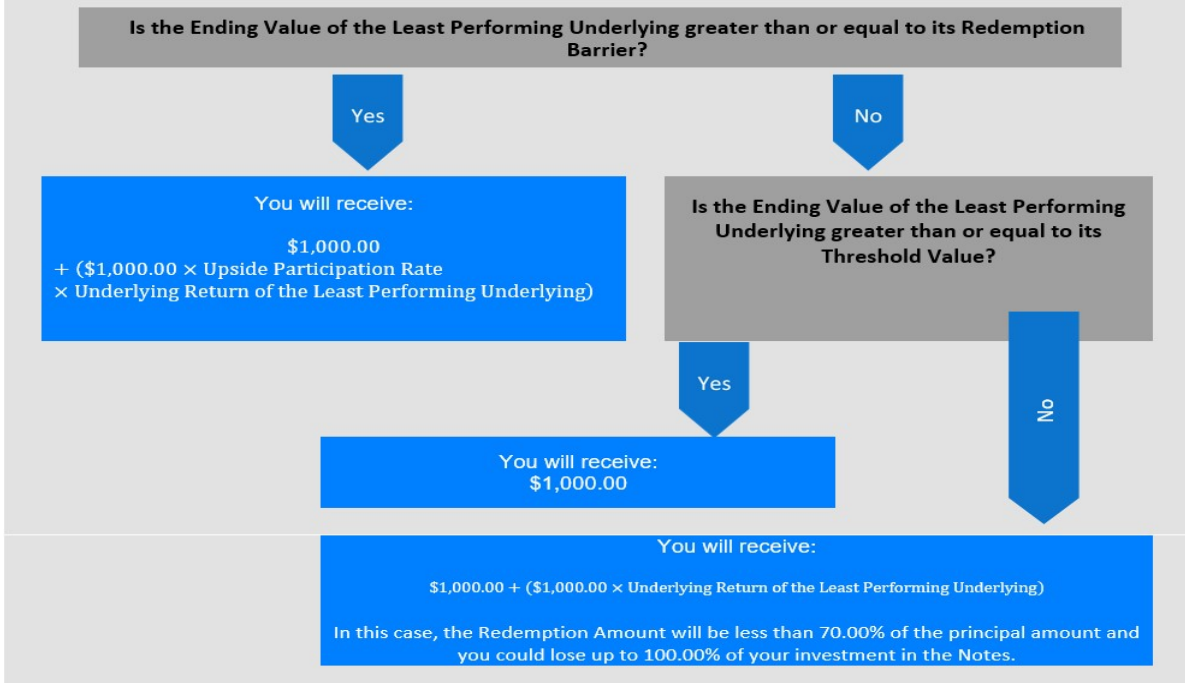 Is the Ending Value of the Least Performing Underlying greater than or equal to its Redemption
Barrier?
Yes
No
You will receive:
$1,000.00
+ ($1,000.00 × Upside Participation Rate
× Underlying Return of the Least Performing Underlying)
Is the Ending Value of the Least Performing
Underlying greater than or equal to its
Threshold Value?
Yes
No
You will receive:
$1,000.00
You will receive:
$1,000.00 + ($1,000.00 × Underlying Return of the Least Performing Underlying)
In this case, the Redemption Amount will be less than 70.00% of the principal amount and
you could lose up to 100.00% of your investment in the Notes.